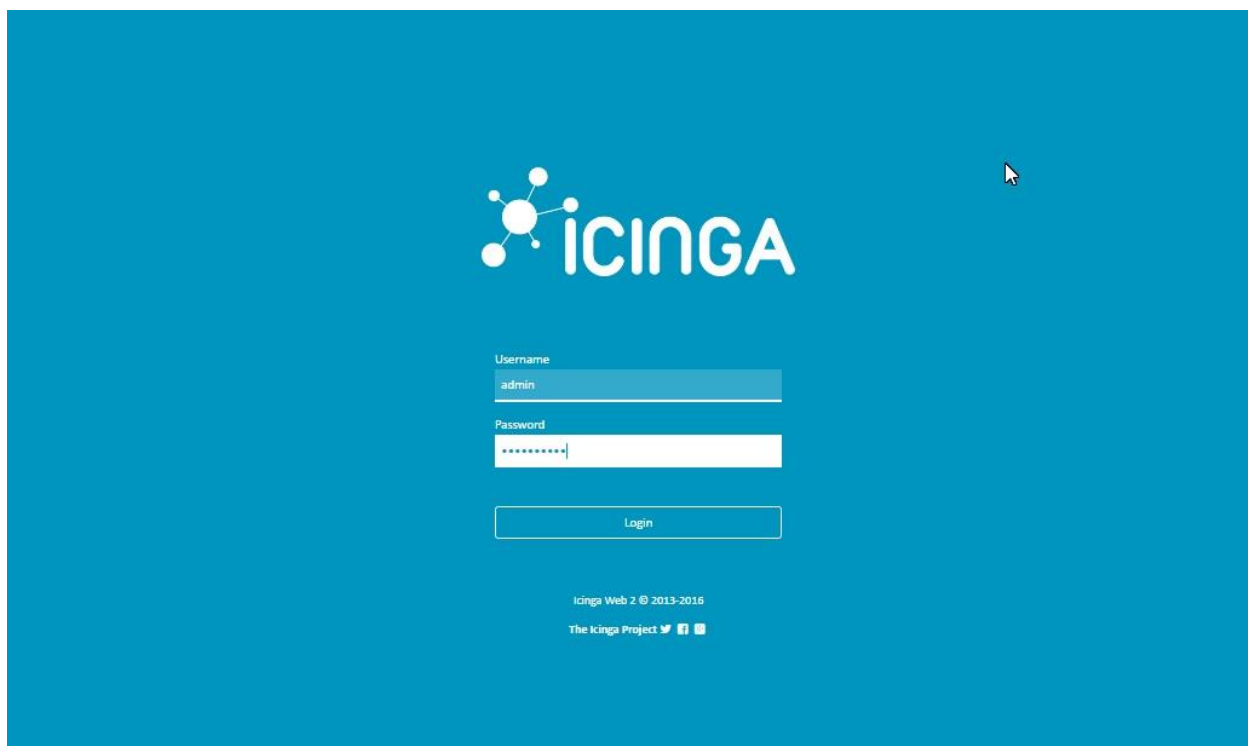 icinga
Username
admin
Password
••••••••••
Login
Icinga Web 2 © 2013-2016
The Icinga Project